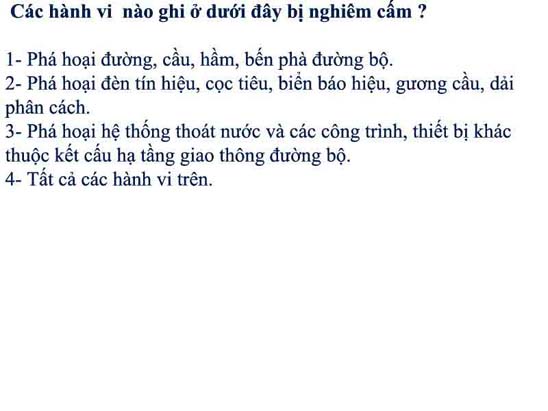 Các hành vi nào ghi ở dưới đây bị nghiêm cấm ?
1- Phá hoại đường, cầu, hầm, bến phà đường bộ.
2- Phá hoại đèn tín hiệu, cọc tiêu, biển báo hiệu, gương cầu, dải
phân cách.
3- Phá hoại hệ thống thoát nước và các công trình, thiết bị khác
thuộc kết cấu hạ tầng giao thông đường bộ.
4- Tất cả các hành vi trên.